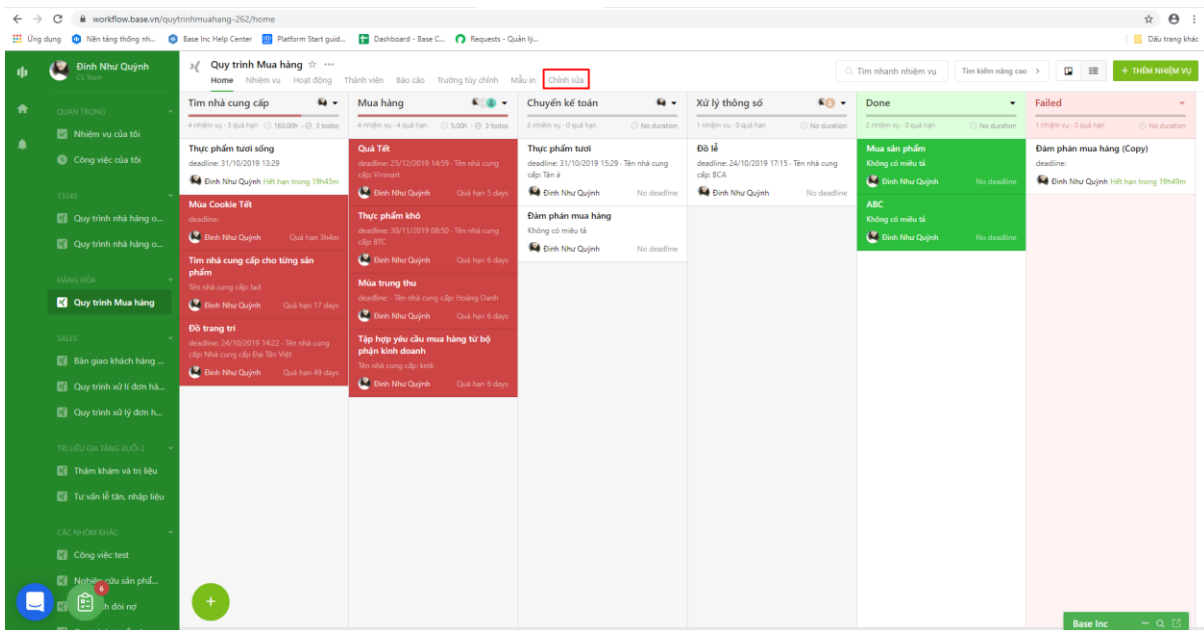 workflow.base.vn/quytrinhmuahang-262/home
Ứng dụng Nền tảng thống nh... Base Inc Help Center Platform Start guid... Dashboard - Base C... Requests - Quản lý... Dấu trang khác
Đinh Như Quỳnh
CS Team
QUAN TRỌNG
Nhiệm vụ của tôi
Công việc của tôi
13245
Quy trình nhà hàng o...
Quy trình nhà hàng o...
HÀNG HÓA
Quy trình Mua hàng
SALES
Bàn giao khách hàng ...
Quy trình xử lí đơn hà...
Quy trình xử lý đơn h...
TRỊ LIỆU GIA TĂNG BUỔI 2
Thăm khám và trị liệu
Tư vấn lễ tân, nhập liệu
CÁC NHÓM KHÁC
Công việc test
Nghiên cứu sản phẩ...
h đòi nợ
6
Quy trình Mua hàng ...
Home Nhiệm vụ Hoạt động Thành viên Báo cáo Trường tùy chỉnh Mẫu in Chỉnh sửa
Tìm nhanh nhiệm vụ Tìm kiếm nâng cao + THÊM NHIỆM VỤ
Tìm nhà cung cấp
4 nhiệm vụ - 3 quá hạn 160.00h - 3 todos
Thực phẩm tươi sống
deadline: 31/10/2019 13:29
Đinh Như Quỳnh Hết hạn trong 19h45m
Mùa Cookie Tết
deadline:
Đinh Như Quỳnh Quá hạn 3h4m
Tìm nhà cung cấp cho từng sản
phẩm
Tên nhà cung cấp: lad
Đinh Như Quỳnh Quá hạn 17 days
Đồ trang trí
deadline: 24/10/2019 14:22 - Tên nhà cung
cấp: Nhà cung cấp Đại Tân Việt
Đinh Như Quỳnh Quá hạn 49 days
Mua hàng
4 nhiệm vụ - 4 quá hạn 5.00h - 3 todos
Quà Tết
deadline: 25/12/2019 14:59 - Tên nhà cung
cấp: Vinmart
Đinh Như Quỳnh Quá hạn 5 days
Thực phẩm khô
deadline: 30/11/2019 08:50 - Tên nhà cung
cấp: BTC
Đinh Như Quỳnh Quá hạn 6 days
Mùa trung thu
deadline: - Tên nhà cung cấp: Hoàng Oanh
Đinh Như Quỳnh Quá hạn 6 days
Tập hợp yêu cầu mua hàng từ bộ
phận kinh doanh
Tên nhà cung cấp: kmk
Đinh Như Quỳnh Quá hạn 6 days
Chuyển kế toán
2 nhiệm vụ - 0 quá hạn No duration
Thực phẩm tươi
deadline: 31/10/2019 15:29 - Tên nhà cung
cấp: Tân á
Đinh Như Quỳnh No deadline
Đàm phán mua hàng
Không có miêu tả
Đinh Như Quỳnh No deadline
Xử lý thông số
1 nhiệm vụ - 0 quá hạn No duration
Đồ lễ
deadline: 24/10/2019 17:15 - Tên nhà cung
cấp: BCA
Đinh Như Quỳnh No deadline
Done
2 nhiệm vụ - 0 quá hạn No duration
Mua sản phẩm
Không có miêu tả
Đinh Như Quỳnh No deadline
ABC
Không có miêu tả
Đinh Như Quỳnh No deadline
Failed
1 nhiệm vụ - 0 quá hạn No duration
Đàm phán mua hàng (Copy)
deadline:
Đinh Như Quỳnh Hết hạn trong 19h49m
Base Inc